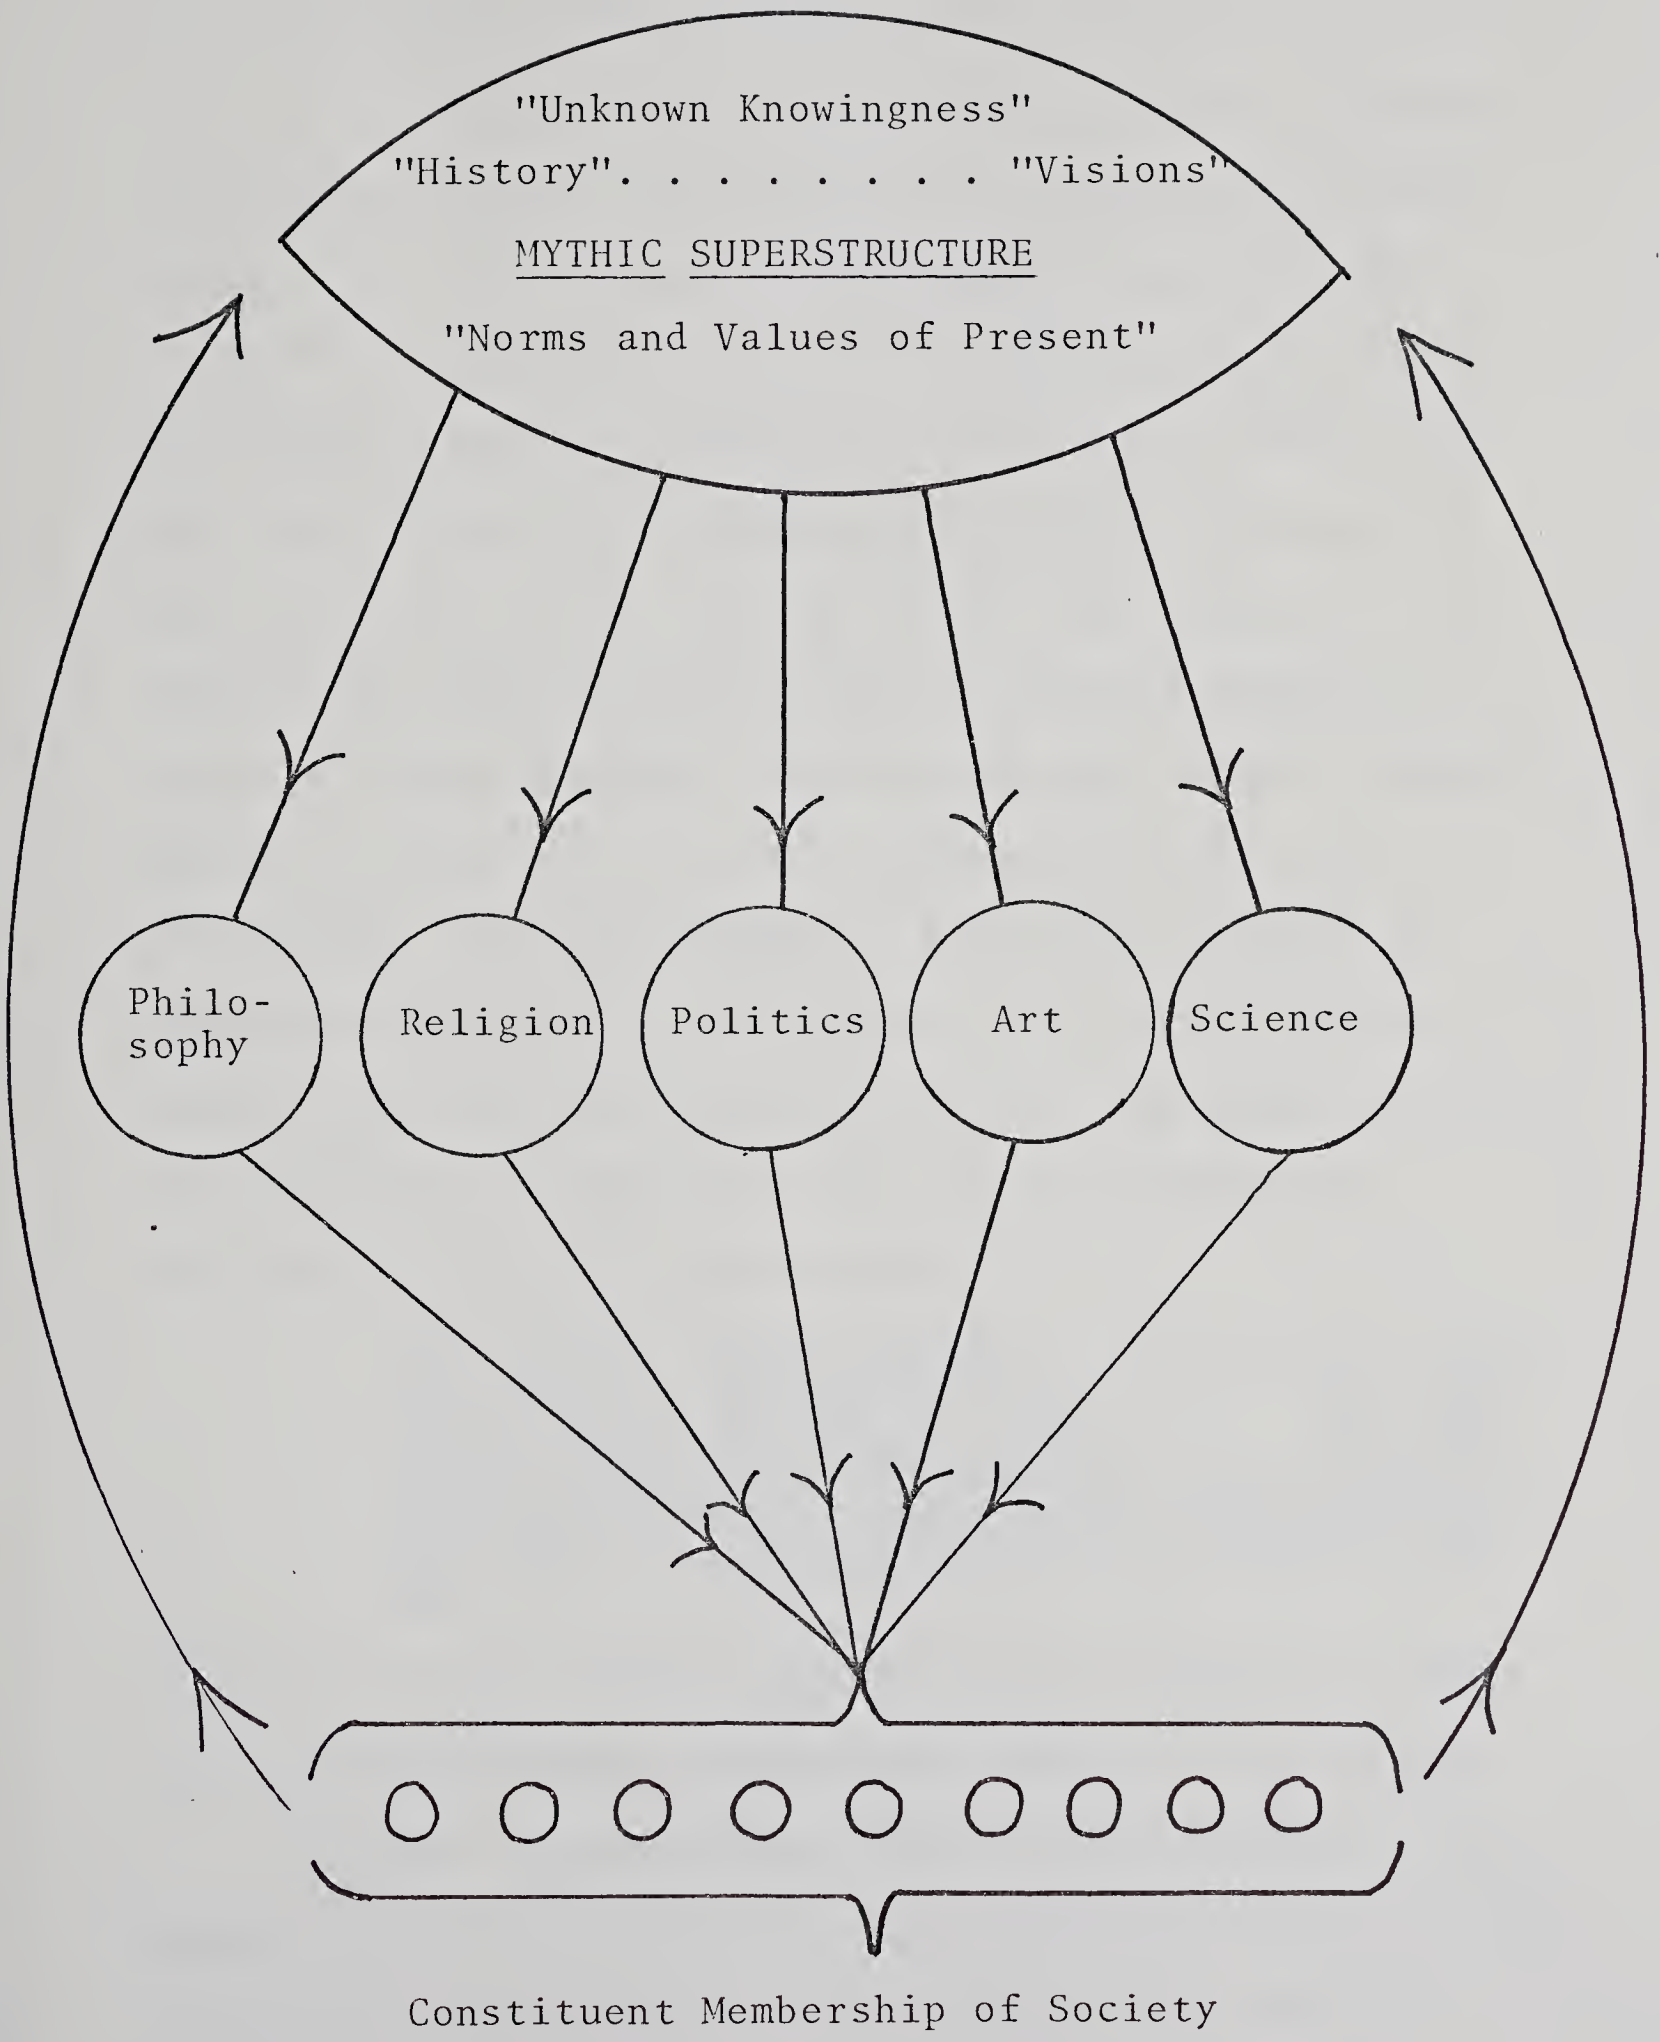 "Unknown Knowingness"
"History". . . . . . . . "Visions"
MYTHIC SUPERSTRUCTURE
"Norms and Values of Present"
Philo-
sophy
Religion
Politics
Art
Science
Constituent Membership of Society